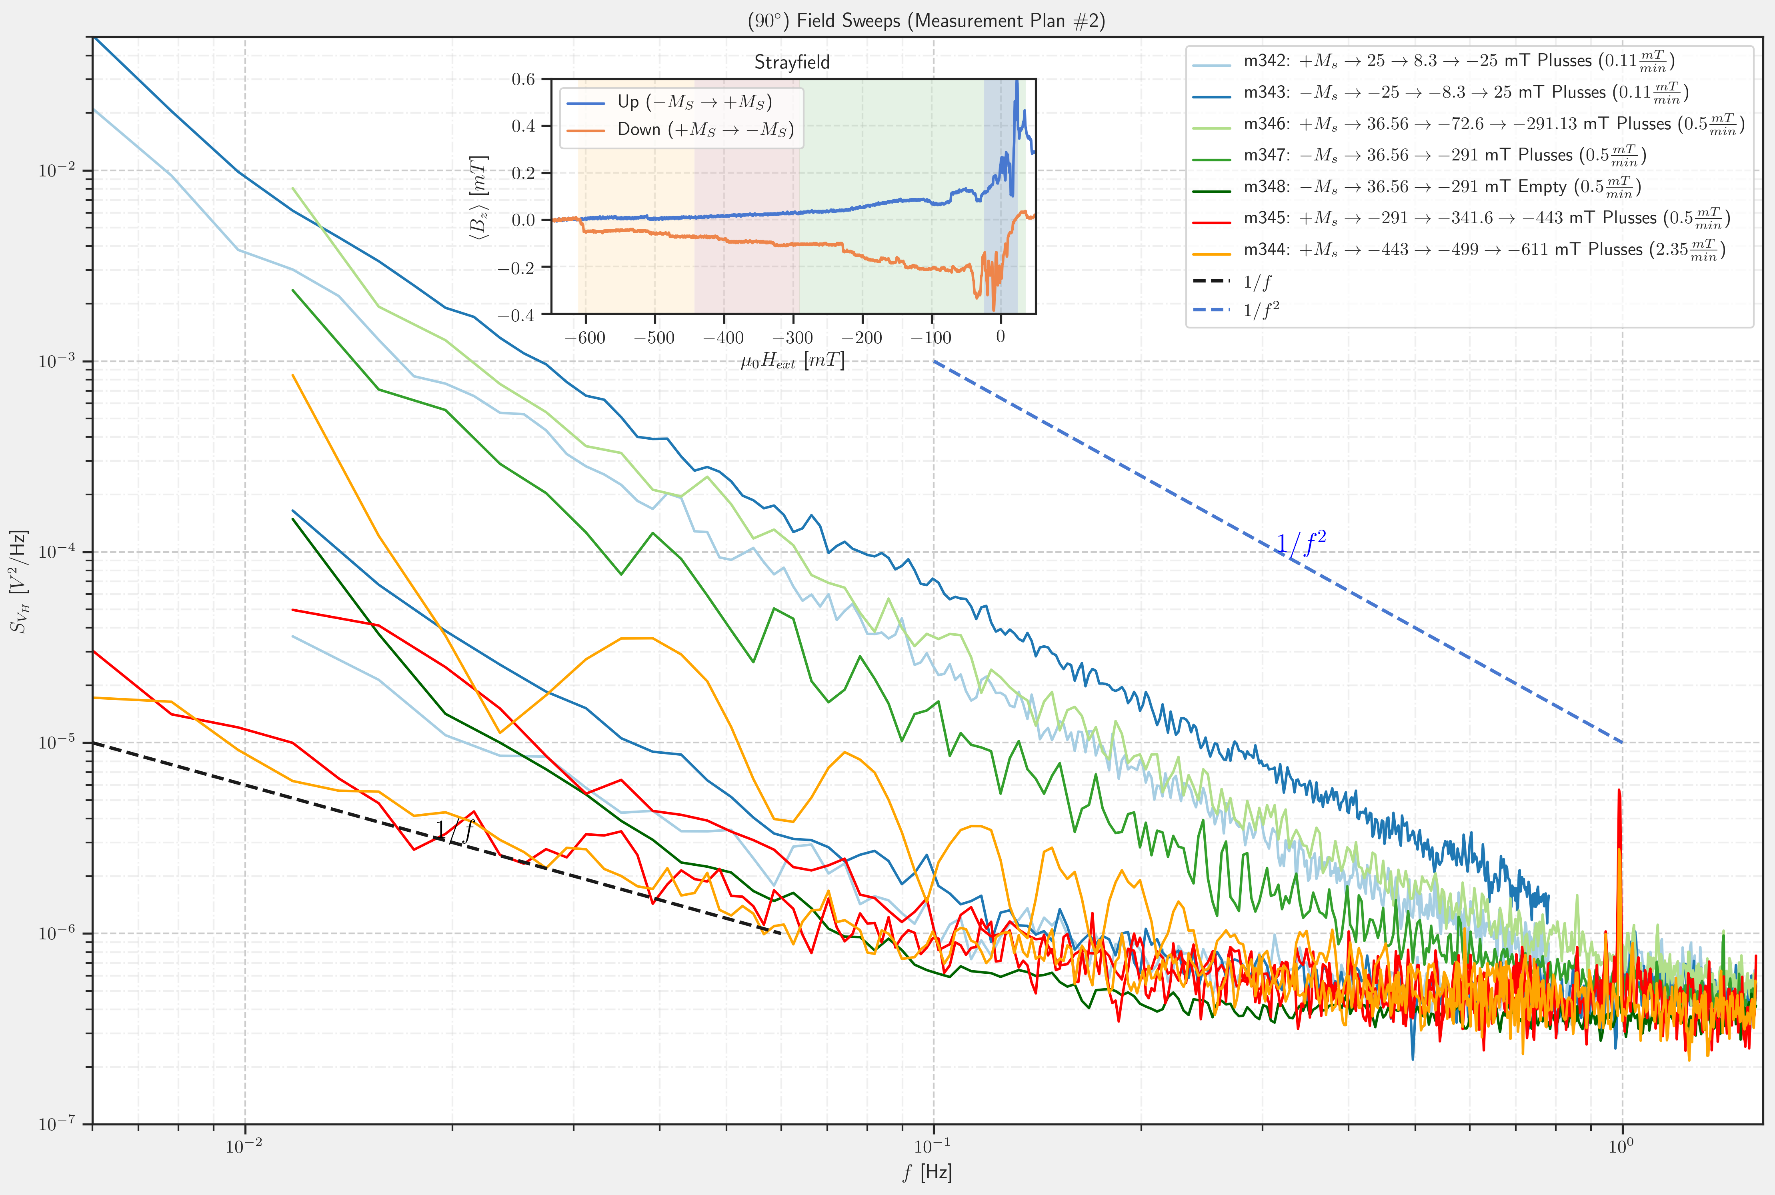 (90°) Field Sweeps (Measurement Plan #2)
Strayfield
Up (−M_S → +M_S)
Down (+M_S → −M_S)
⟨B_z⟩ [mT]
0.6
0.4
0.2
0.0
−0.2
−0.4
−600 −500 −400 −300 −200 −100 0
μ_0H_ext [mT]
m342: +M_s → 25 → 8.3 → −25 mT Plusses (0.11 mT/min)
m343: −M_s → −25 → −8.3 → 25 mT Plusses (0.11 mT/min)
m346: +M_s → 36.56 → −72.6 → −291.13 mT Plusses (0.5 mT/min)
m347: −M_s → 36.56 → −291 mT Plusses (0.5 mT/min)
m348: −M_s → 36.56 → −291 mT Empty (0.5 mT/min)
m345: +M_s → −291 → −341.6 → −443 mT Plusses (0.5 mT/min)
m344: +M_s → −443 → −499 → −611 mT Plusses (2.35 mT/min)
1/f
1/f²
1/f²
1/f
S_{V_H} [V²/Hz]
10⁻²
10⁻³
10⁻⁴
10⁻⁵
10⁻⁶
10⁻⁷
10⁻² 10⁻¹ 10⁰
f [Hz]